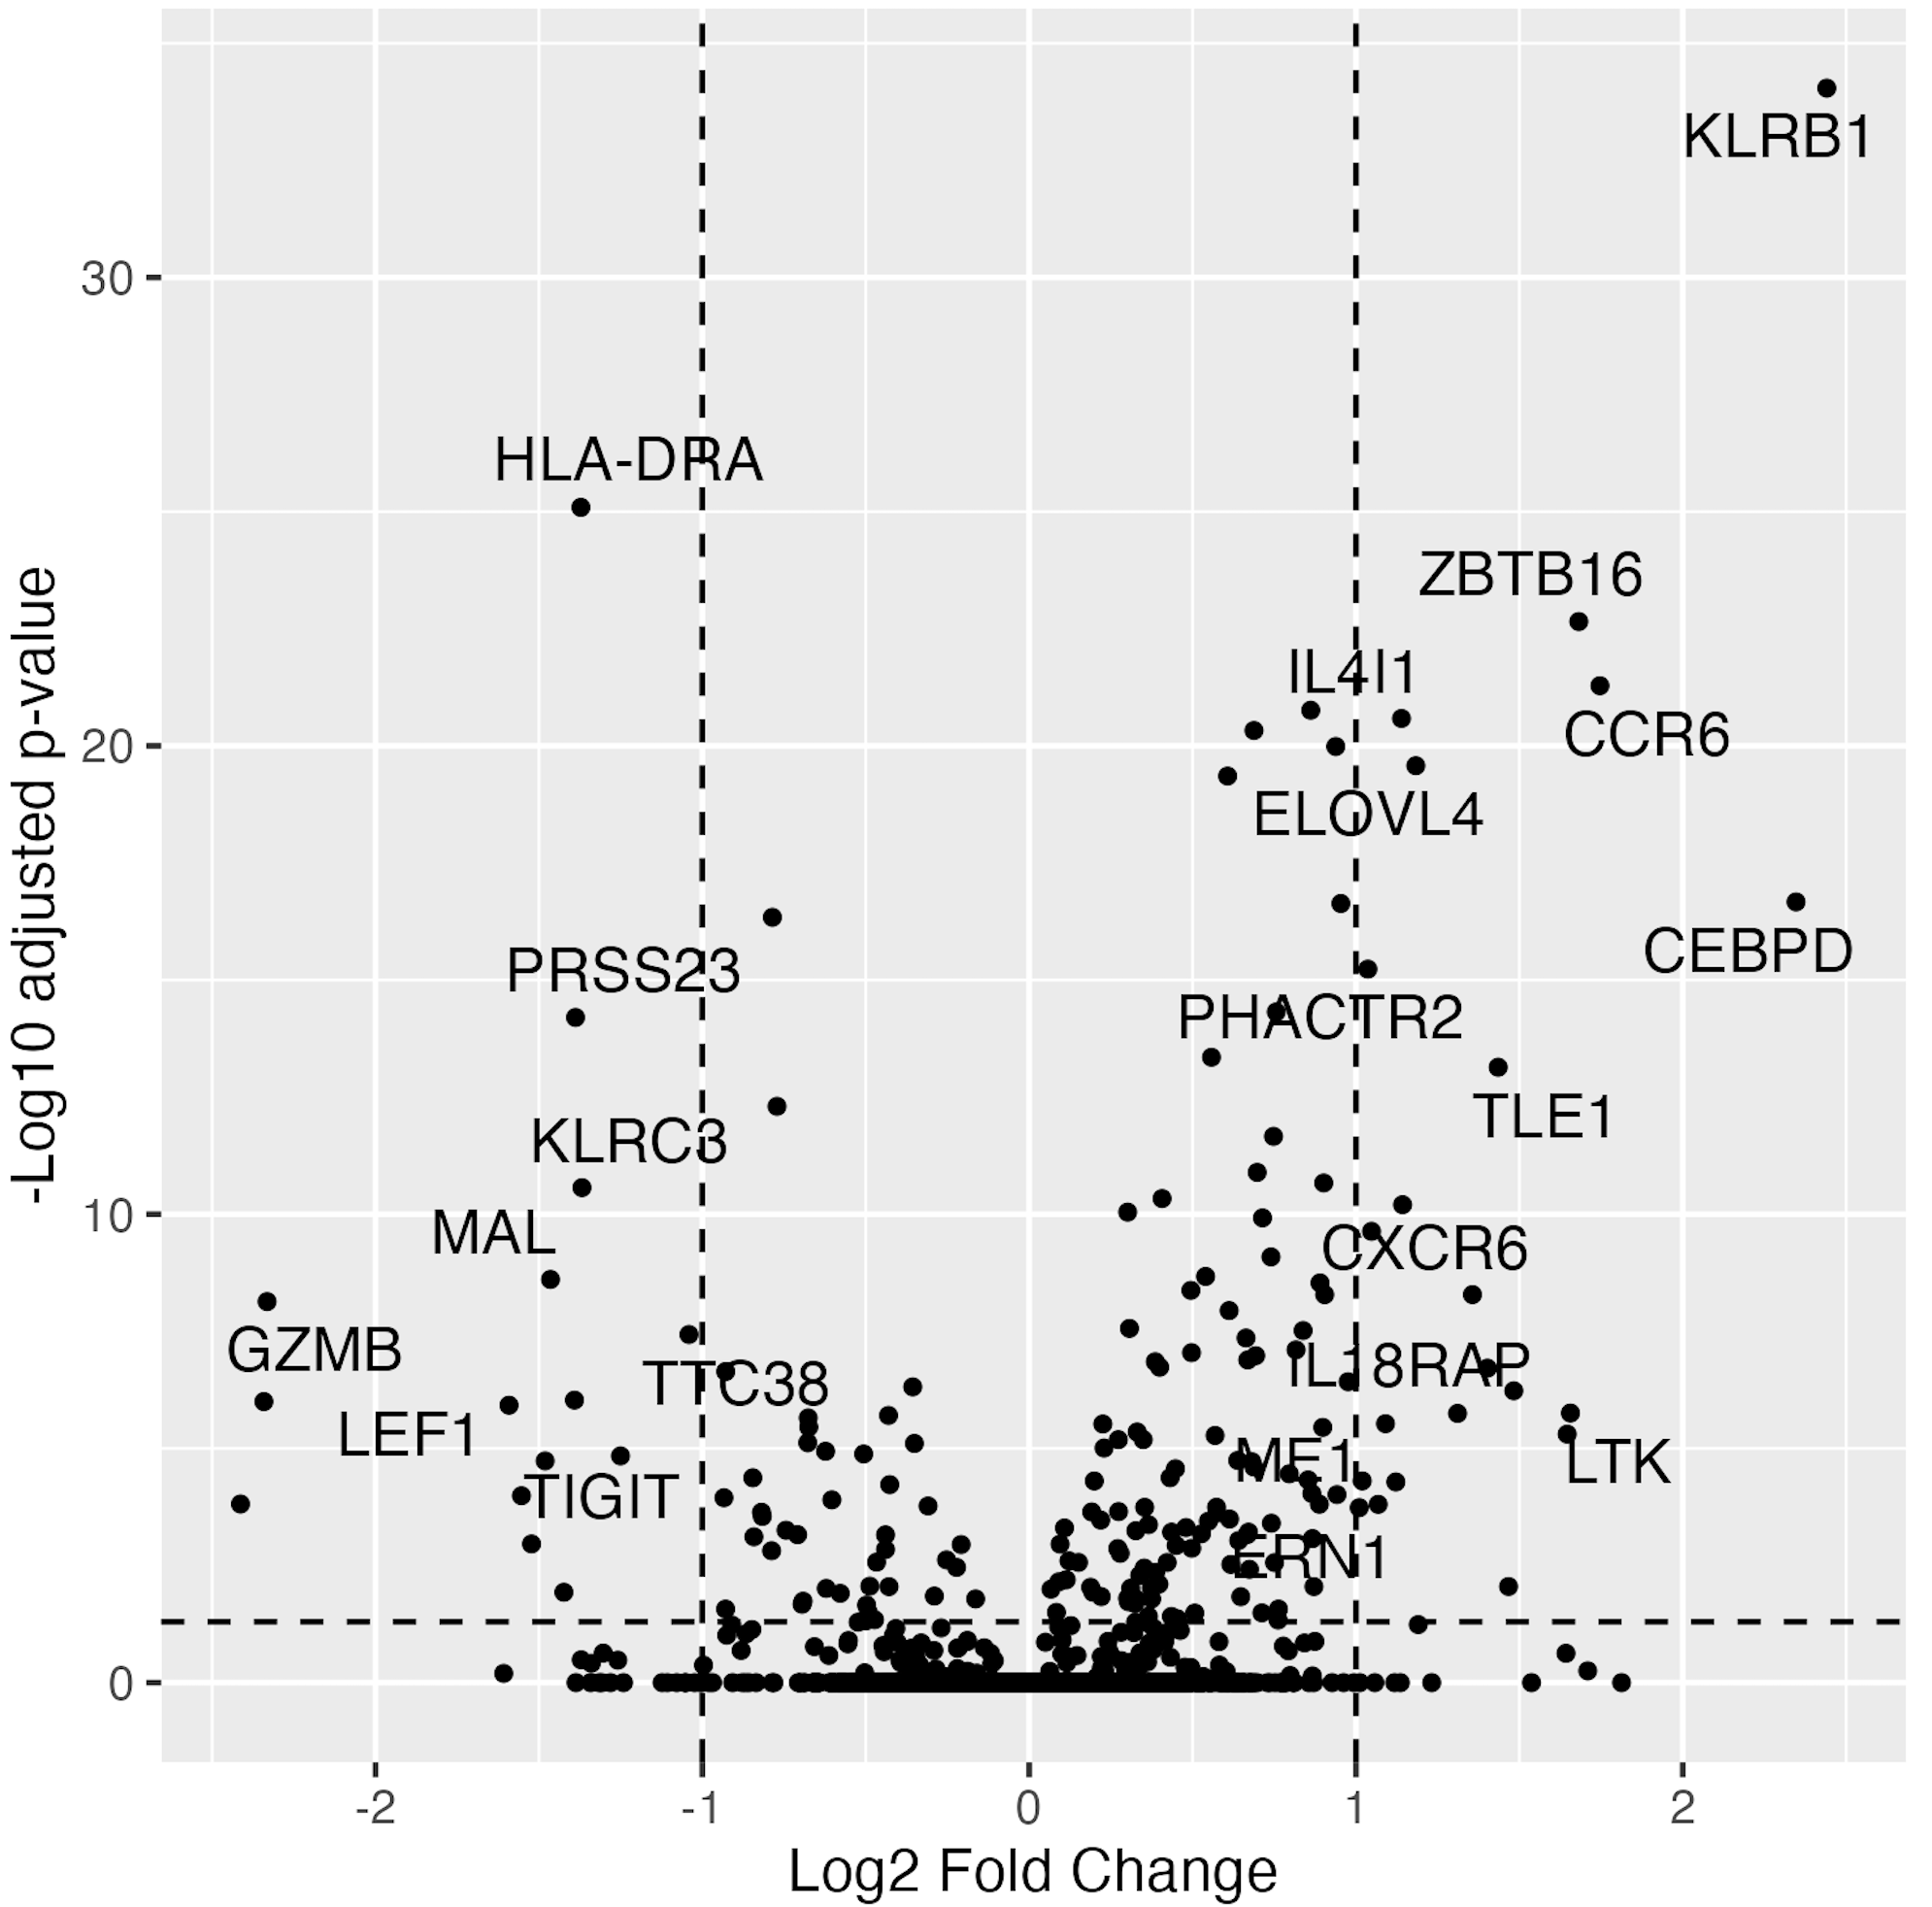 KLRB1
30
HLA-DRA
ZBTB16
IL4I1
CCR6
20
ELOVL4
CEBPD
PRSS23
PHACTR2
TLE1
KLRC3
10
MAL
CXCR6
GZMB
IL18RAP
TTC38
LEF1
ME1
LTK
TIGIT
ERN1
0
-Log10 adjusted p-value
-2
-1
0
1
2
Log2 Fold Change